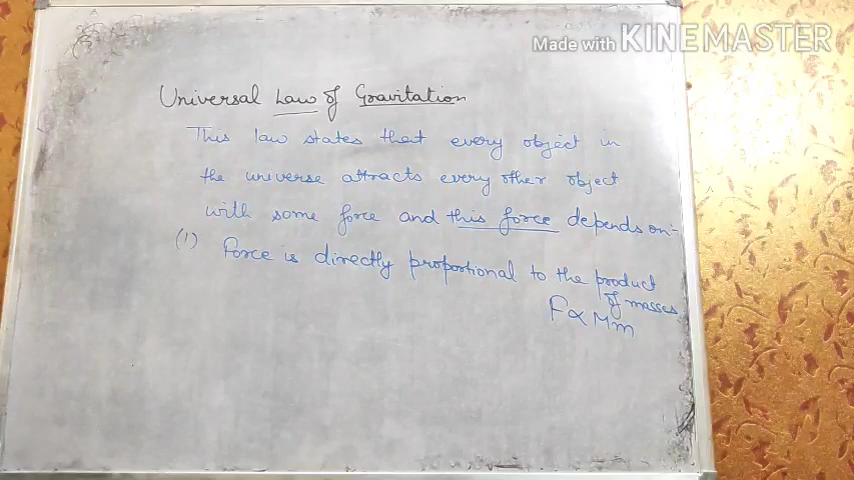 Made with KINEMASTER
Universal Law of Gravitation
This law states that every object in
the universe attracts every other object
with some force and this force depends on:-
(1) Force is directly proportional to the product
of masses
F∝Mm